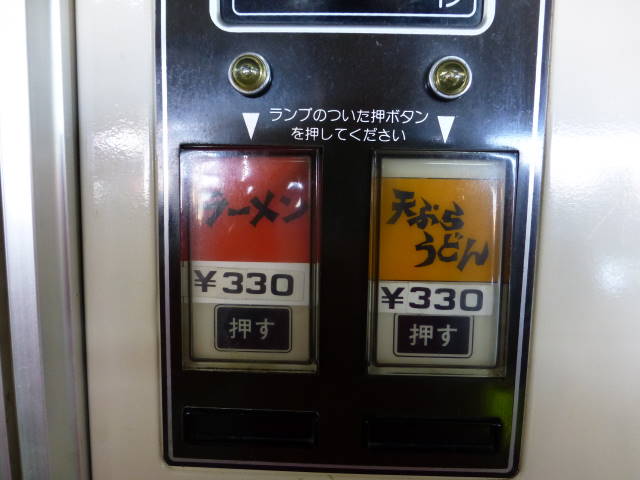 ランプのついた押ボタン
を押してください
ラーメン
¥330
押す
天ぷら
うどん
¥330
押す